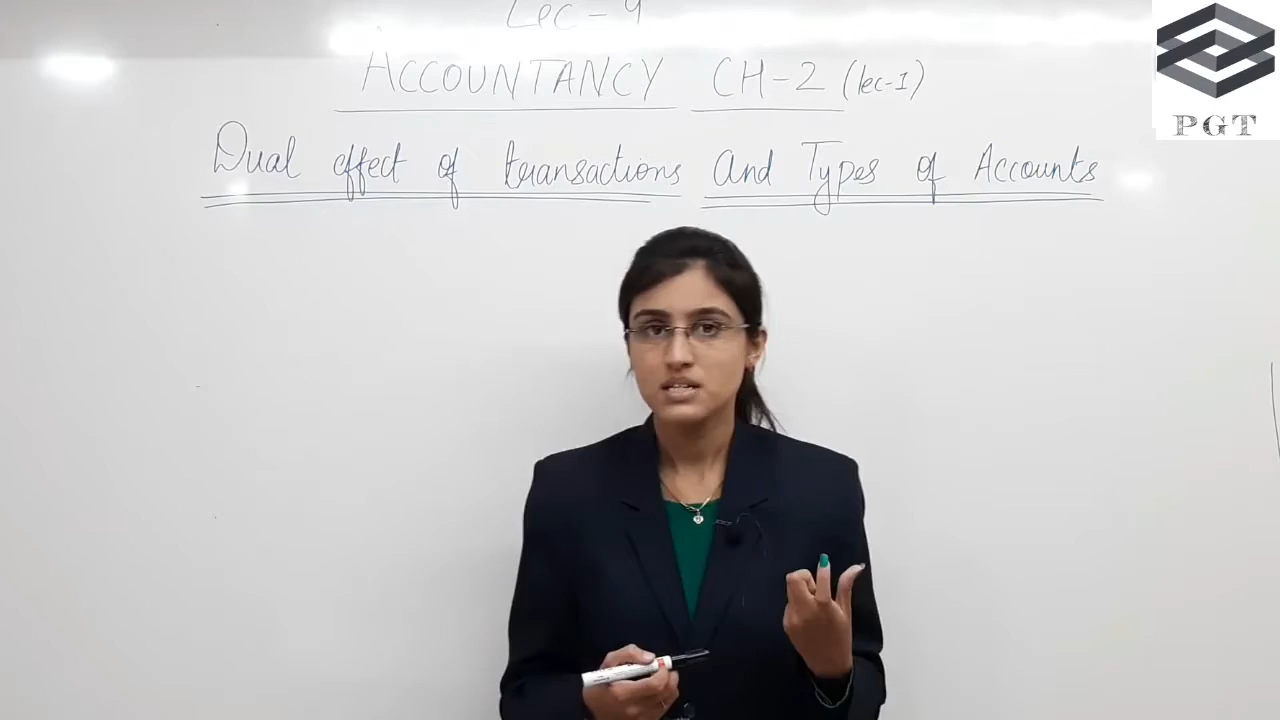 Lec - 9
ACCOUNTANCY CH-2 (lec-1)
Dual effect of transactions and Types of Accounts
PGT